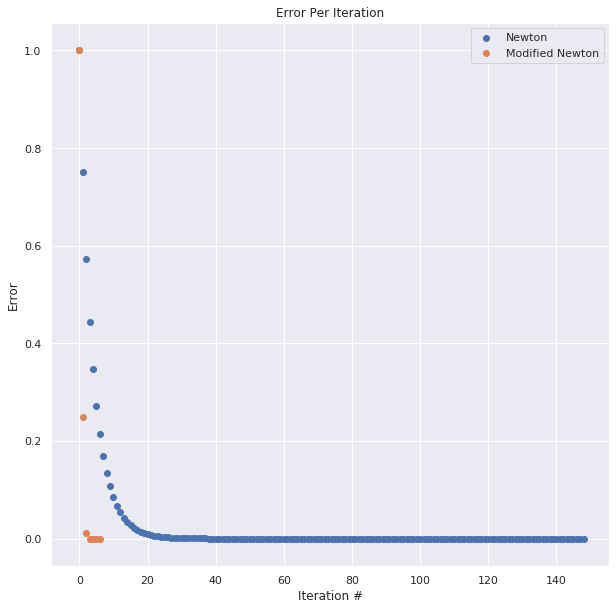 Error Per Iteration
Newton
Modified Newton
1.0
0.8
0.6
0.4
0.2
0.0
Error
0 20 40 60 80 100 120 140
Iteration #